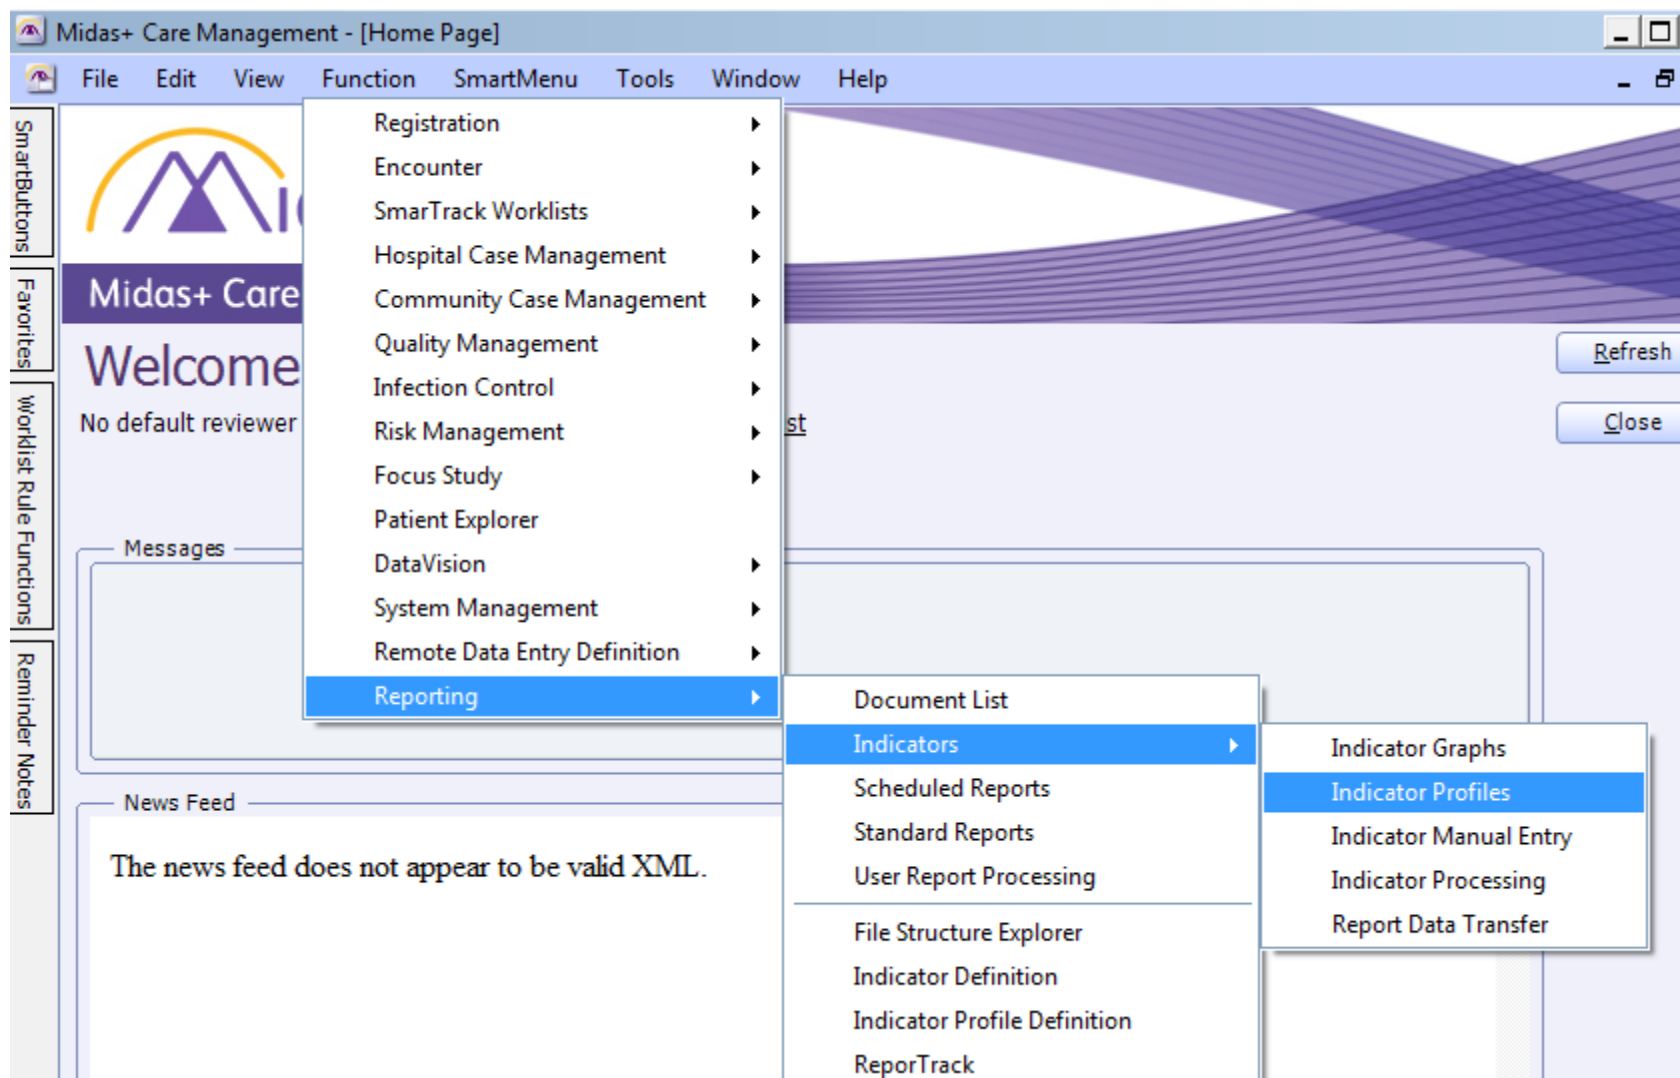 Midas+ Care Management - [Home Page]
File Edit View Function SmartMenu Tools Window Help
SmartButtons
Favorites
Worklist Rule Functions
Reminder Notes
Midas+ Care
Welcome
No default reviewer
st
Refresh
Close
Registration
Encounter
SmarTrack Worklists
Hospital Case Management
Community Case Management
Quality Management
Infection Control
Risk Management
Focus Study
Patient Explorer
DataVision
System Management
Remote Data Entry Definition
Reporting
Document List
Indicators
Scheduled Reports
Standard Reports
User Report Processing
File Structure Explorer
Indicator Definition
Indicator Profile Definition
ReporTrack
Indicator Graphs
Indicator Profiles
Indicator Manual Entry
Indicator Processing
Report Data Transfer
Messages
News Feed
The news feed does not appear to be valid XML.